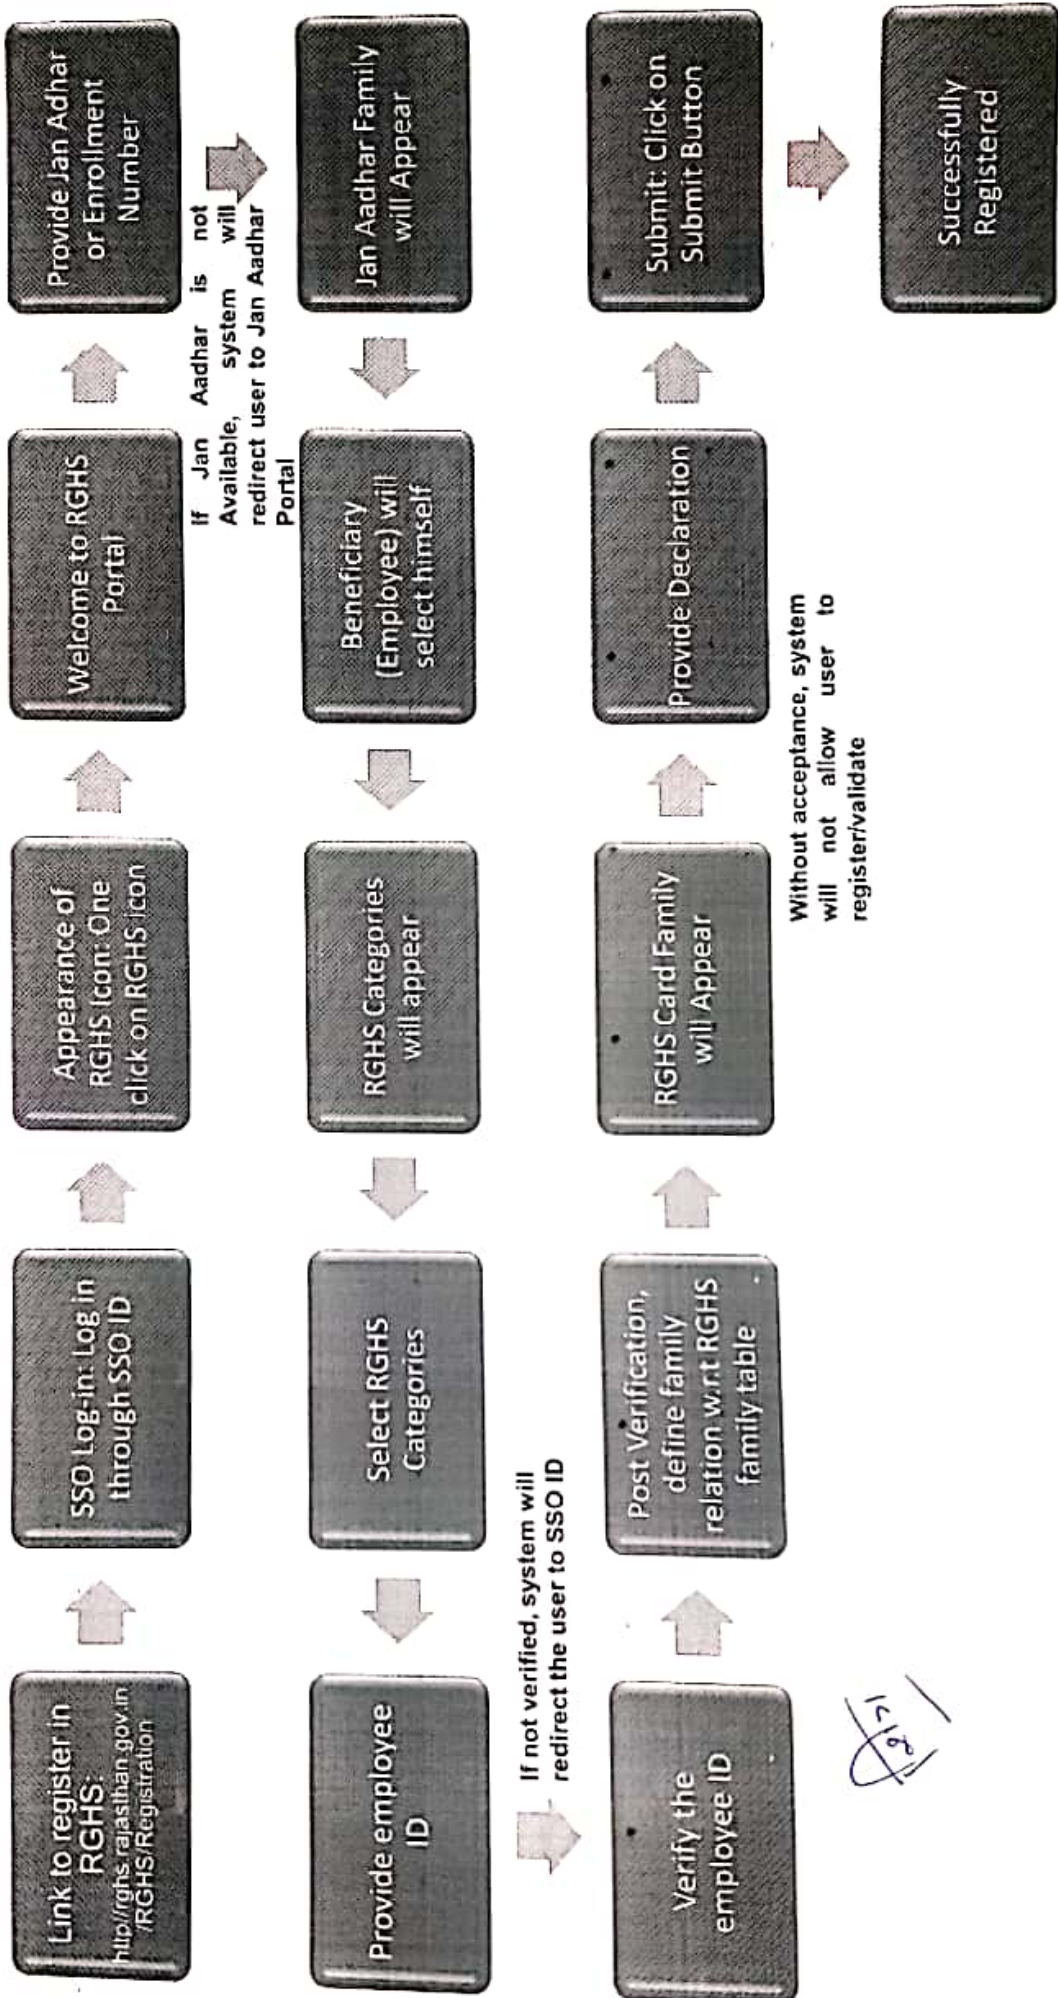 Link to register in
RGHS:
http//rghs.rajasthan.gov.in
/RGHS/Registration
SSO Log-in: Log in
through SSO ID
Appearance of
RGHS Icon: One
click on RGHS icon
Welcome to RGHS
Portal
Provide Jan Adhar
or Enrollment
Number
If Jan Aadhar is not
Available, system will
redirect user to Jan Aadhar
Portal
Jan Aadhar Family
will Appear
Beneficiary
(Employee) will
select himself
RGHS Categories
will appear
Select RGHS
Categories
Provide employee
ID
If not verified, system will
redirect the user to SSO ID
Verify the
employee ID
Post Verification,
define family
relation w.r.t RGHS
family table
RGHS Card Family
will Appear
Provide Declaration
Without acceptance, system
will not allow user to
register/validate
Submit: Click on
Submit Button
Successfully
Registered